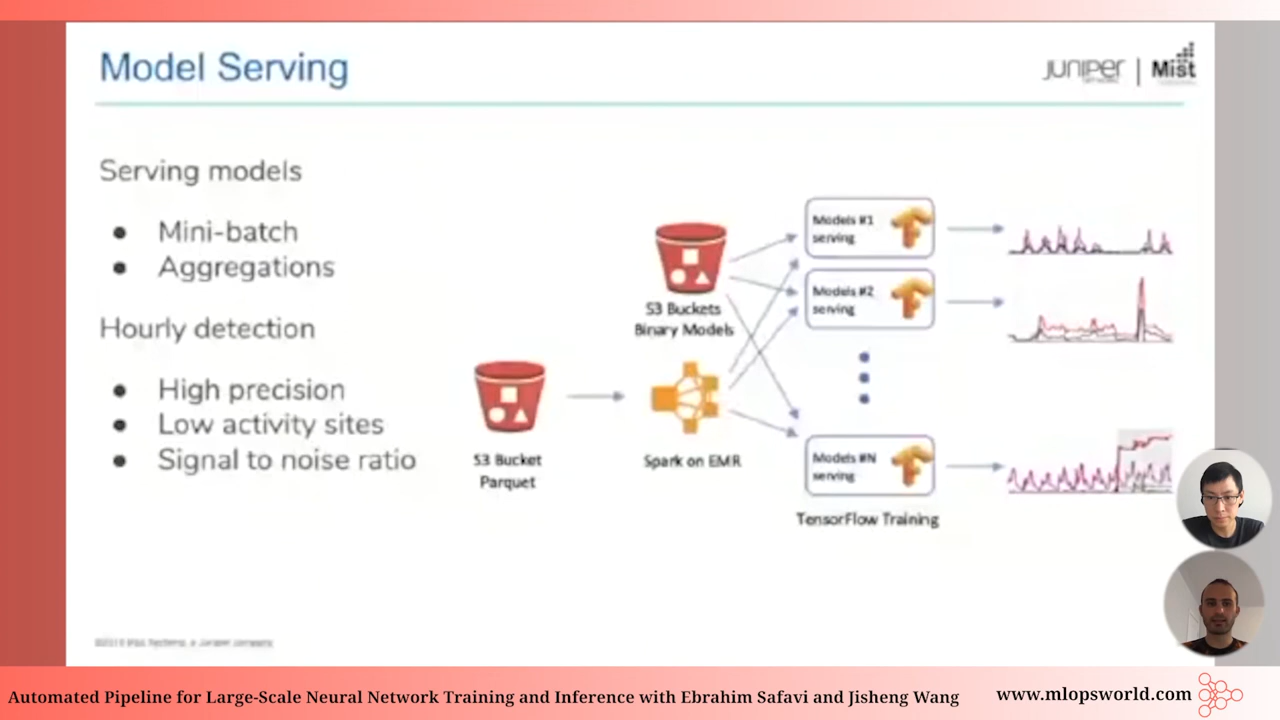 Model Serving
JUNIPER
NETWORKS
Mist
Serving models
Mini-batch
Aggregations
Hourly detection
High precision
Low activity sites
Signal to noise ratio
S3 Bucket
Parquet
S3 Buckets
Binary Models
Spark on EMR
Models #1
serving
Models #2
serving
Models #N
serving
TensorFlow Training
Automated Pipeline for Large-Scale Neural Network Training and Inference with Ebrahim Safavi and Jisheng Wang
www.mlopsworld.com